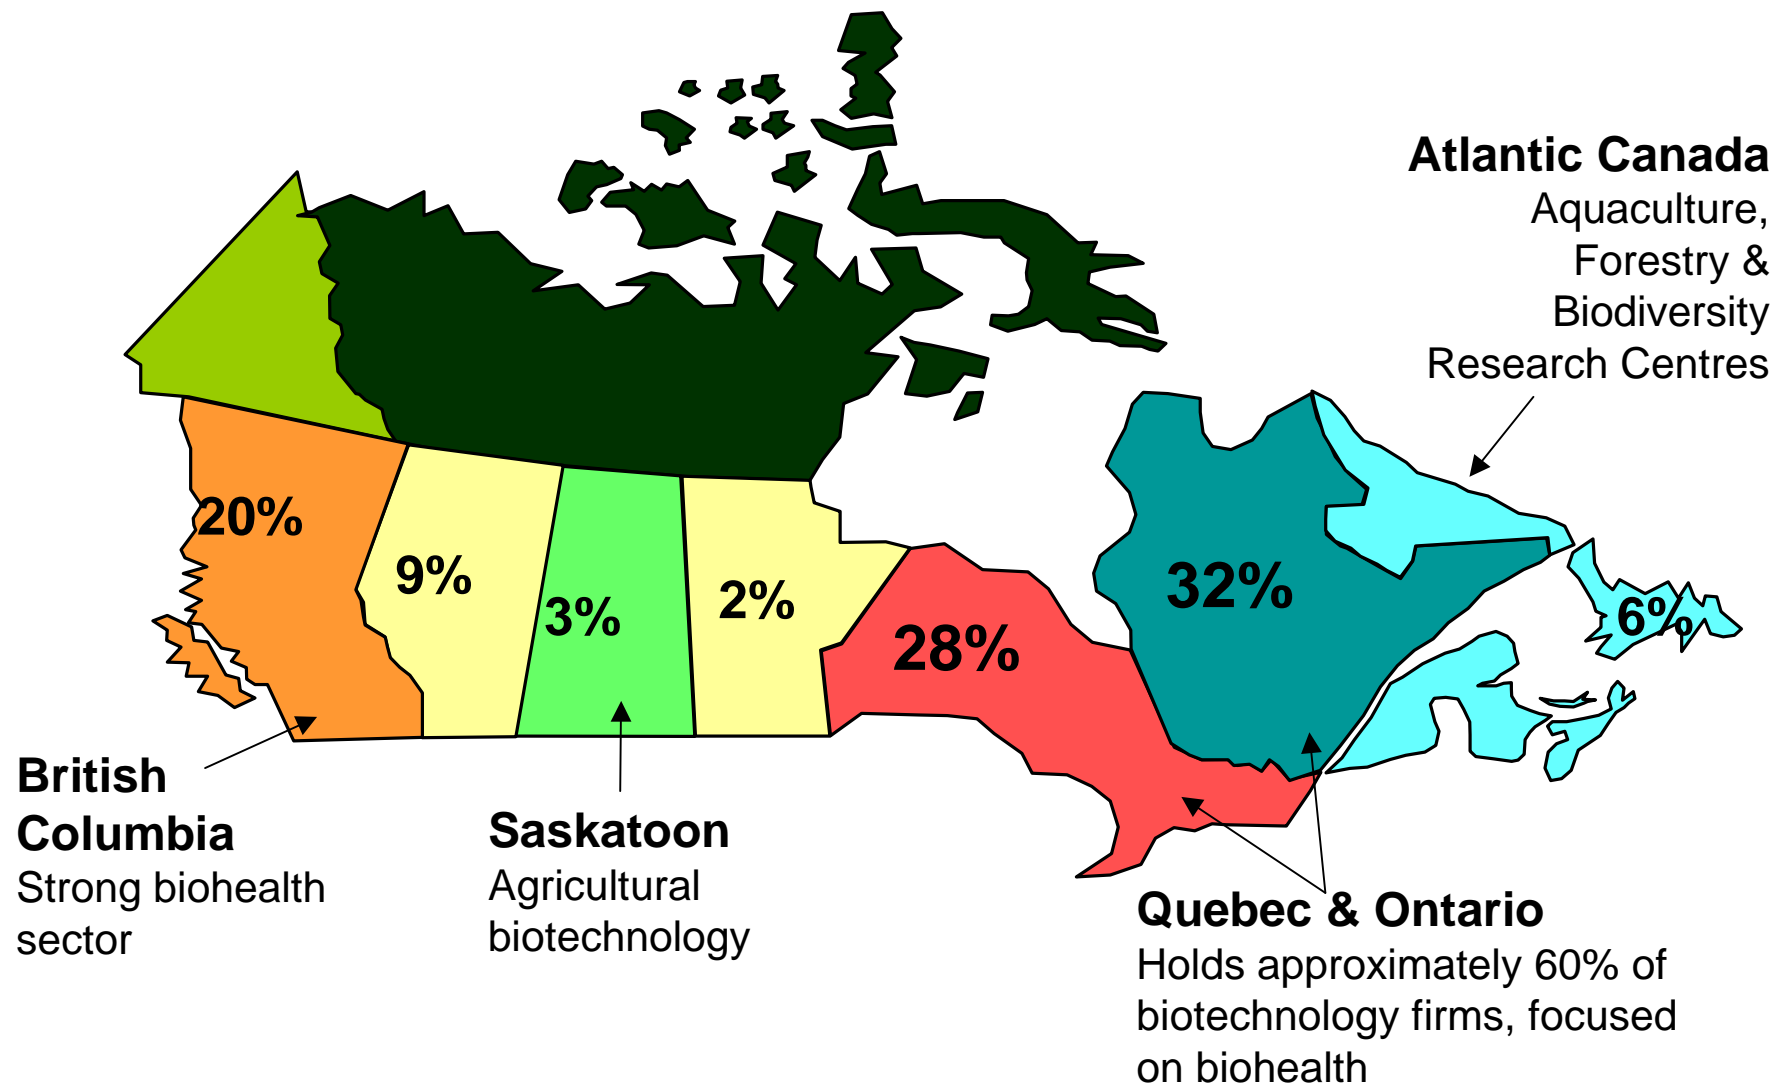 Atlantic Canada
Aquaculture,
Forestry &
Biodiversity
Research Centres
20%
9%
3%
2%
28%
32%
6%
British
Columbia
Strong biohealth
sector
Saskatoon
Agricultural
biotechnology
Quebec & Ontario
Holds approximately 60% of
biotechnology firms, focused
on biohealth